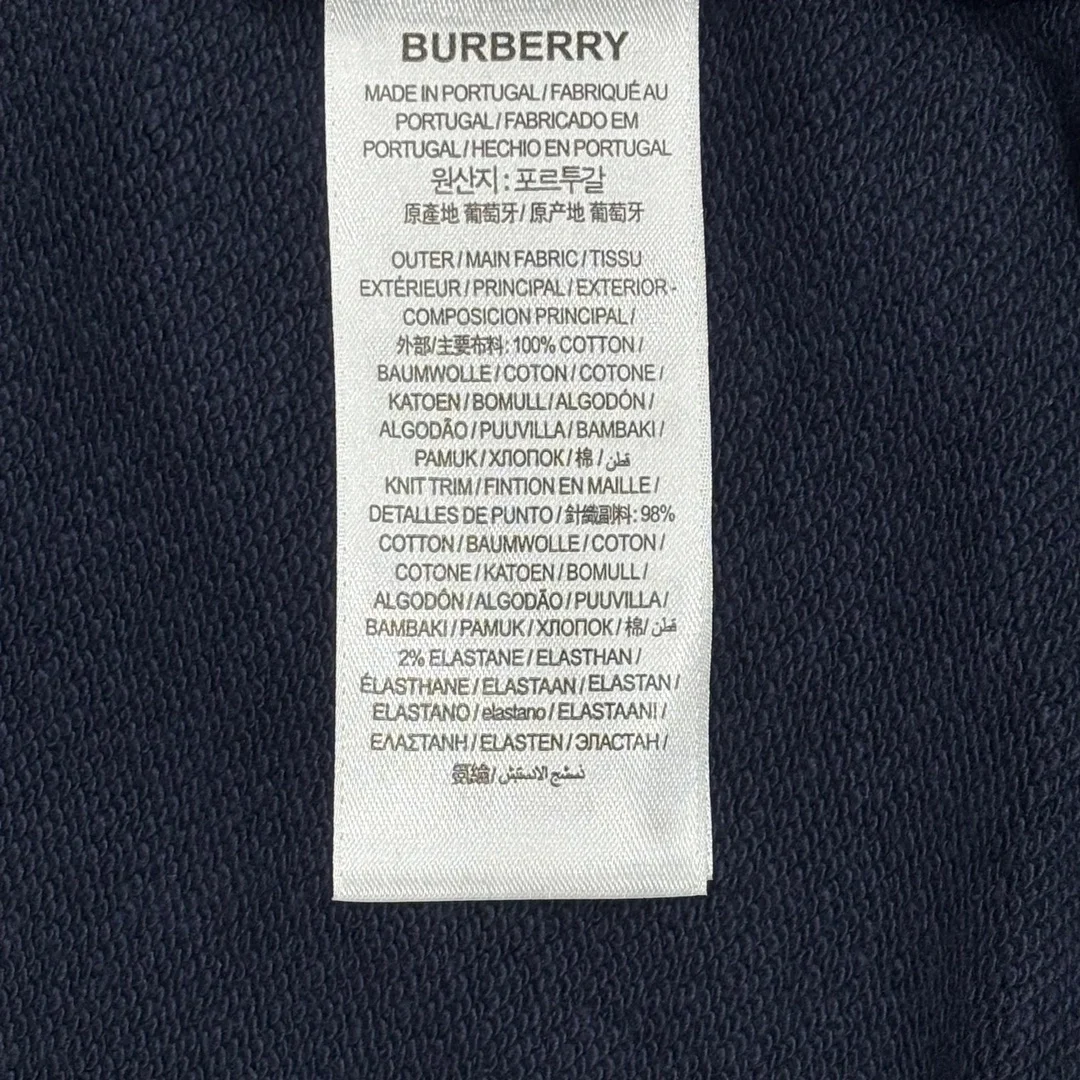 BURBERRY
MADE IN PORTUGAL / FABRIQUÉ AU
PORTUGAL / FABRICADO EM
PORTUGAL / HECHIO EN PORTUGAL
원산지 : 포르투갈
原產地 葡萄牙 / 原产地 葡萄牙
OUTER / MAIN FABRIC / TISSU
EXTÉRIEUR / PRINCIPAL / EXTERIOR -
COMPOSICION PRINCIPAL /
外部/主要布料: 100% COTTON /
BAUMWOLLE / COTON / COTONE /
KATOEN / BOMULL / ALGODÓN /
ALGODÃO / PUUVILLA / BAMBAKI /
PAMUK / ХЛОПОК / 棉 / قطن
KNIT TRIM / FINTION EN MAILLE /
DETALLES DE PUNTO / 針織副料: 98%
COTTON / BAUMWOLLE / COTON /
COTONE / KATOEN / BOMULL /
ALGODÓN / ALGODÃO / PUUVILLA /
BAMBAKI / PAMUK / ХЛОПОК / 棉/ قطن
2% ELASTANE / ELASTHAN /
ÉLASTHANE / ELASTAAN / ELASTAN /
ELASTANO / elastano / ELASTAANI /
ΕΛΑΣΤΑΝΗ / ELASTEN / ЭЛАСТАН /